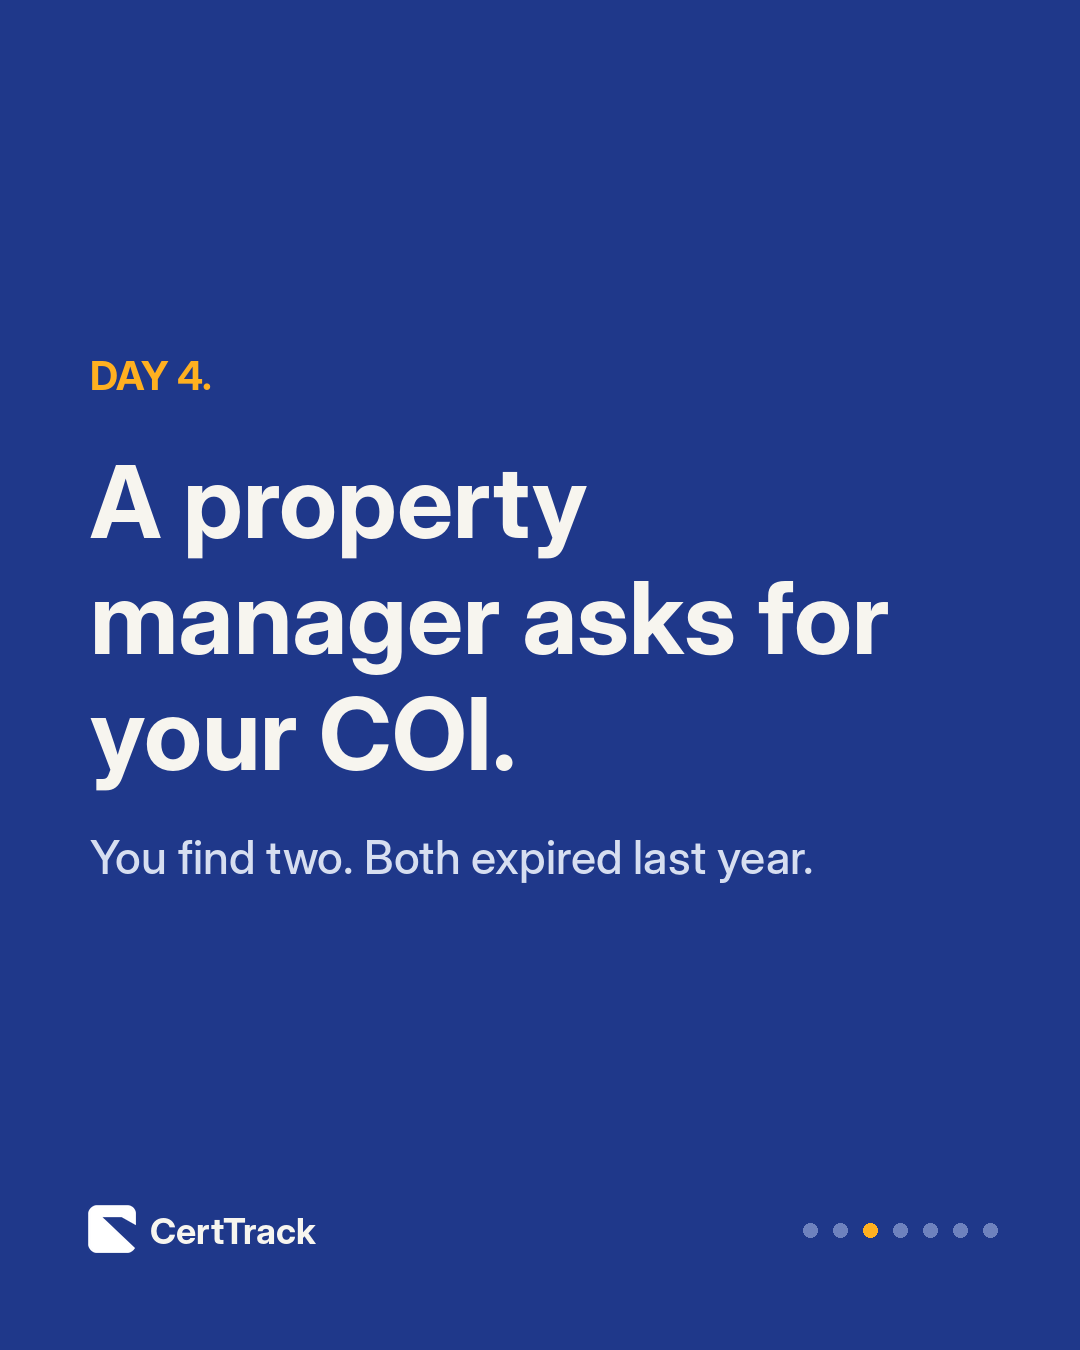 DAY 4.
A property
manager asks for
your COI.
You find two. Both expired last year.
CertTrack